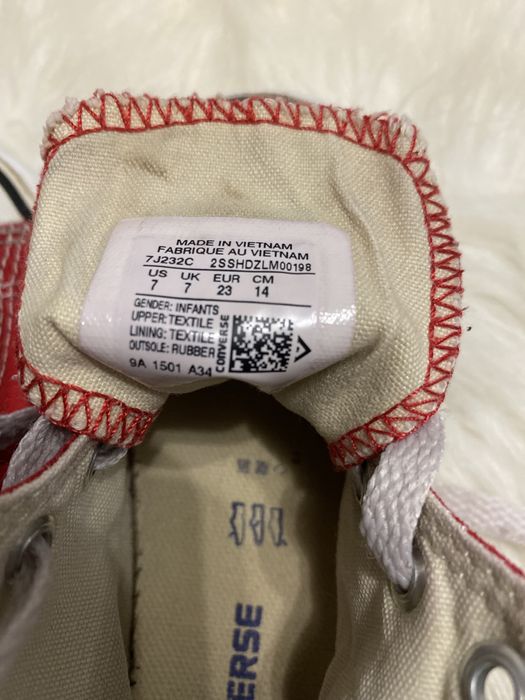 MADE IN VIETNAM
FABRIQUE AU VIETNAM
7J232C 2SSHDZLM00198
US UK EUR CM
7 7 23 14
GENDER: INFANTS
UPPER: TEXTILE
LINING: TEXTILE
OUTSOLE: RUBBER
CONVERSE
9A 1501 A34
ERSE